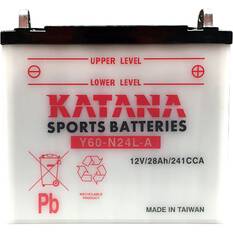 UPPER LEVEL
LOWER LEVEL
KATANA
SPORTS BATTERIES
Y60-N24L-A
12V/28Ah/241CCA
Pb
MADE IN TAIWAN